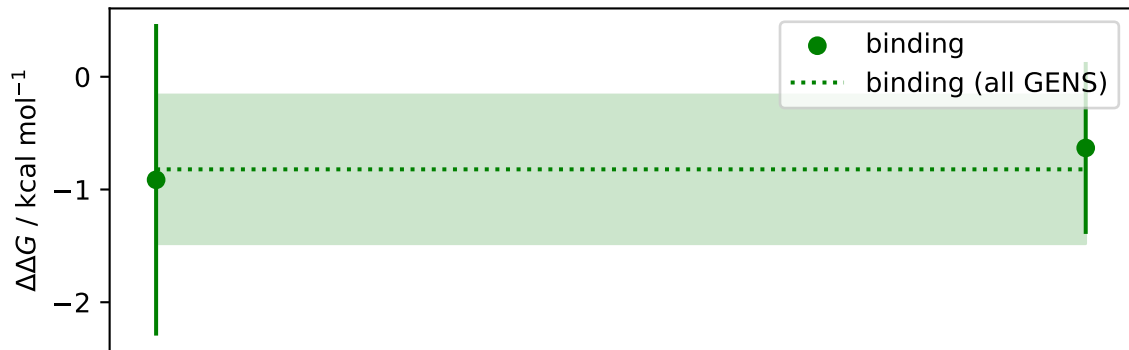 ΔΔG / kcal mol⁻¹
0
−1
−2
binding
binding (all GENS)